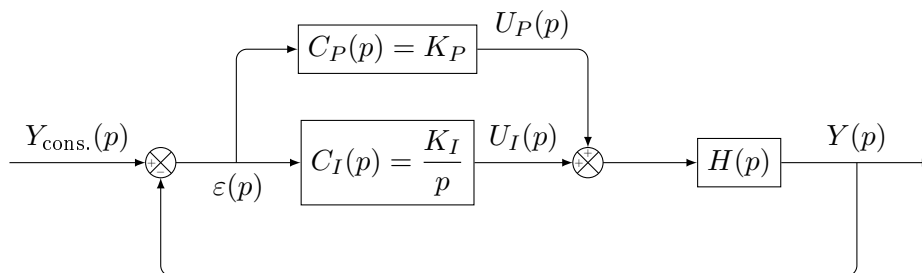 C_P(p) = K_P
U_P(p)
Y_cons.(p)
+
−
ε(p)
C_I(p) = K_I/p
U_I(p)
+
+
H(p)
Y(p)